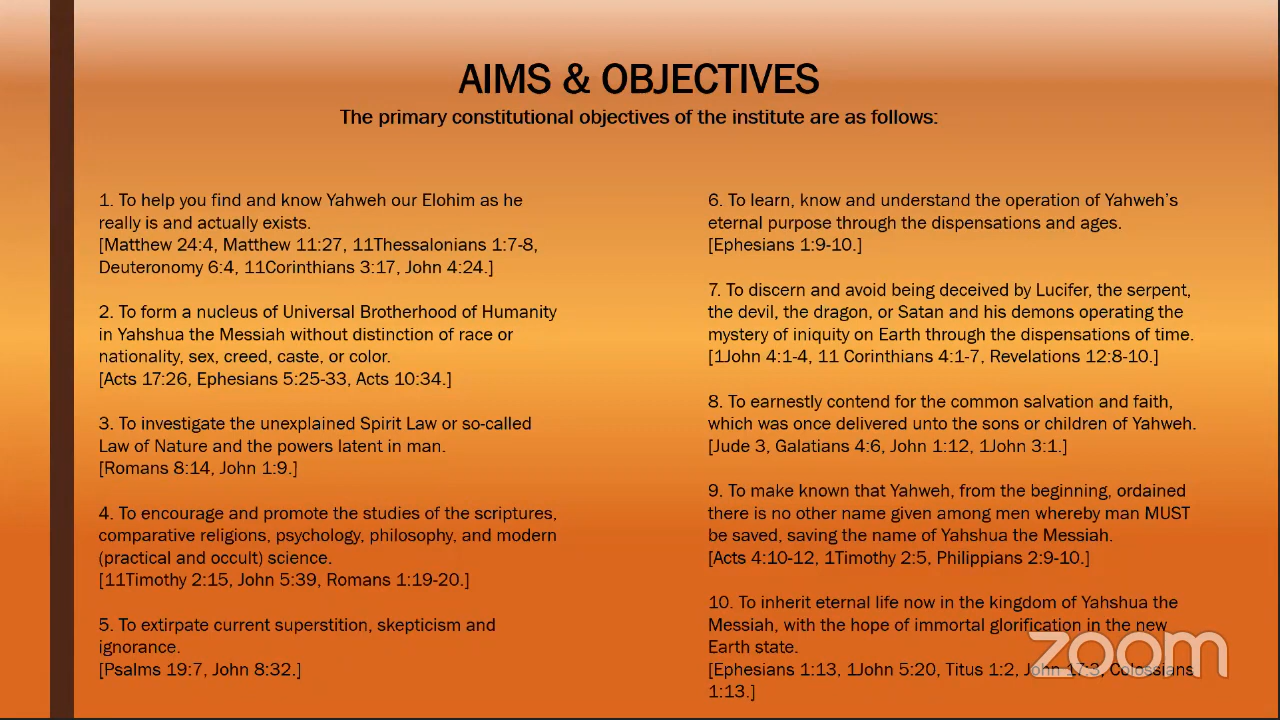 AIMS & OBJECTIVES
The primary constitutional objectives of the institute are as follows:
1. To help you find and know Yahweh our Elohim as he
really is and actually exists.
[Matthew 24:4, Matthew 11:27, 11Thessalonians 1:7-8,
Deuteronomy 6:4, 11Corinthians 3:17, John 4:24.]
2. To form a nucleus of Universal Brotherhood of Humanity
in Yahshua the Messiah without distinction of race or
nationality, sex, creed, caste, or color.
[Acts 17:26, Ephesians 5:25-33, Acts 10:34.]
3. To investigate the unexplained Spirit Law or so-called
Law of Nature and the powers latent in man.
[Romans 8:14, John 1:9.]
4. To encourage and promote the studies of the scriptures,
comparative religions, psychology, philosophy, and modern
(practical and occult) science.
[11Timothy 2:15, John 5:39, Romans 1:19-20.]
5. To extirpate current superstition, skepticism and
ignorance.
[Psalms 19:7, John 8:32.]
6. To learn, know and understand the operation of Yahweh's
eternal purpose through the dispensations and ages.
[Ephesians 1:9-10.]
7. To discern and avoid being deceived by Lucifer, the serpent,
the devil, the dragon, or Satan and his demons operating the
mystery of iniquity on Earth through the dispensations of time.
[1John 4:1-4, 11 Corinthians 4:1-7, Revelations 12:8-10.]
8. To earnestly contend for the common salvation and faith,
which was once delivered unto the sons or children of Yahweh.
[Jude 3, Galatians 4:6, John 1:12, 1John 3:1.]
9. To make known that Yahweh, from the beginning, ordained
there is no other name given among men whereby man MUST
be saved, saving the name of Yahshua the Messiah.
[Acts 4:10-12, 1Timothy 2:5, Philippians 2:9-10.]
10. To inherit eternal life now in the kingdom of Yahshua the
Messiah, with the hope of immortal glorification in the new
Earth state.
[Ephesians 1:13, 1John 5:20, Titus 1:2, John 17:3, Colossians
1:13.]
zoom